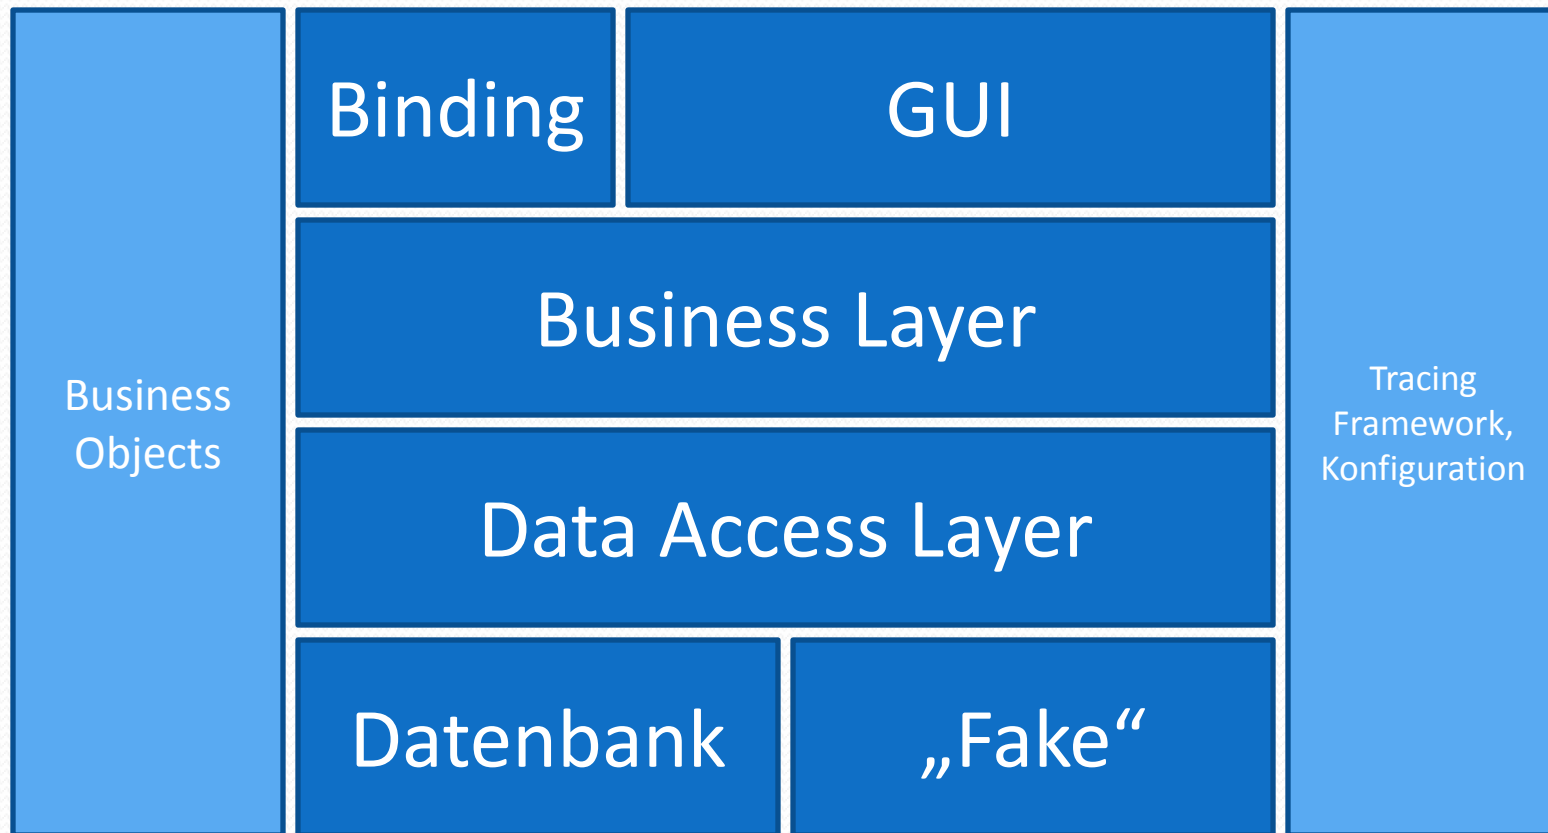 Binding
GUI
Business Layer
Business
Objects
Tracing
Framework,
Konfiguration
Data Access Layer
Datenbank
„Fake“